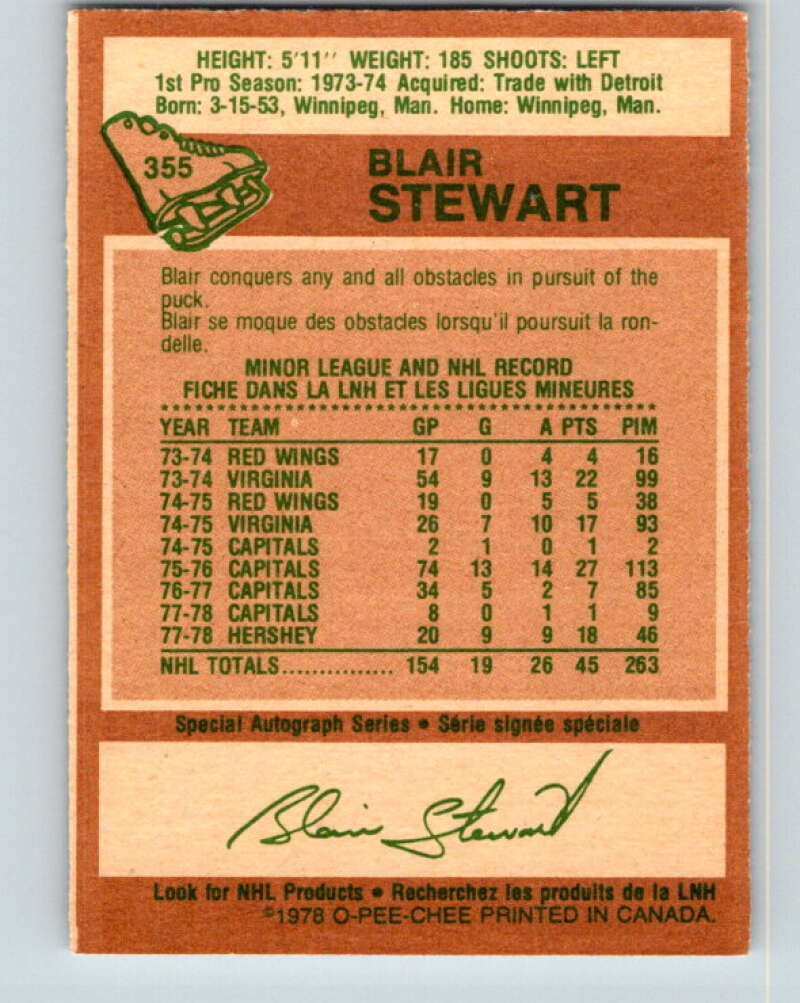 HEIGHT: 5'11'' WEIGHT: 185 SHOOTS: LEFT
1st Pro Season: 1973-74 Acquired: Trade with Detroit
Born: 3-15-53, Winnipeg, Man. Home: Winnipeg, Man.
355
BLAIR
STEWART
Blair conquers any and all obstacles in pursuit of the
puck.
Blair se moque des obstacles lorsqu'il poursuit la ron-
delle.
MINOR LEAGUE AND NHL RECORD
FICHE DANS LA LNH ET LES LIGUES MINEURES
YEAR TEAM GP G A PTS PIM
73-74 RED WINGS 17 0 4 4 16
73-74 VIRGINIA 54 9 13 22 99
74-75 RED WINGS 19 0 5 5 38
74-75 VIRGINIA 26 7 10 17 93
74-75 CAPITALS 2 1 0 1 2
75-76 CAPITALS 74 13 14 27 113
76-77 CAPITALS 34 5 2 7 85
77-78 CAPITALS 8 0 1 1 9
77-78 HERSHEY 20 9 9 18 46
NHL TOTALS............... 154 19 26 45 263
Special Autograph Series • Série signée spéciale
Blair Stewart
Look for NHL Products • Recherchez les produits de la LNH
©1978 O-PEE-CHEE PRINTED IN CANADA.